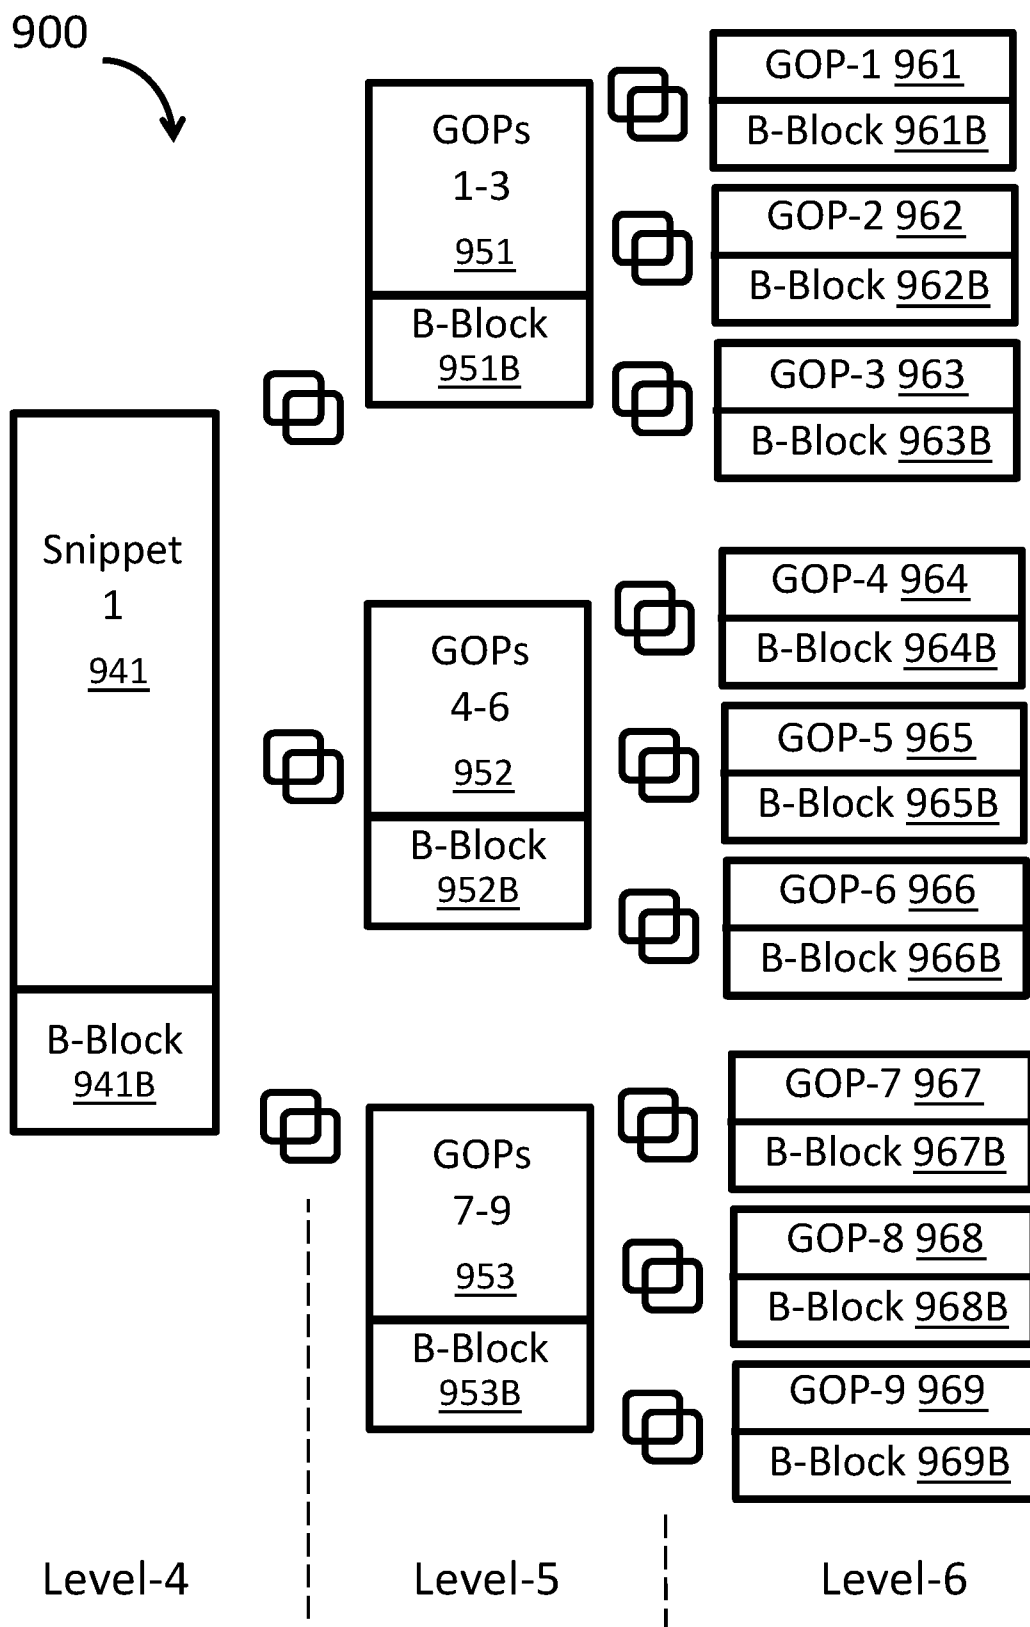 900
Snippet
1
941
B-Block
941B
GOPs
1-3
951
B-Block
951B
GOPs
4-6
952
B-Block
952B
GOPs
7-9
953
B-Block
953B
GOP-1 961
B-Block 961B
GOP-2 962
B-Block 962B
GOP-3 963
B-Block 963B
GOP-4 964
B-Block 964B
GOP-5 965
B-Block 965B
GOP-6 966
B-Block 966B
GOP-7 967
B-Block 967B
GOP-8 968
B-Block 968B
GOP-9 969
B-Block 969B
Level-4
Level-5
Level-6